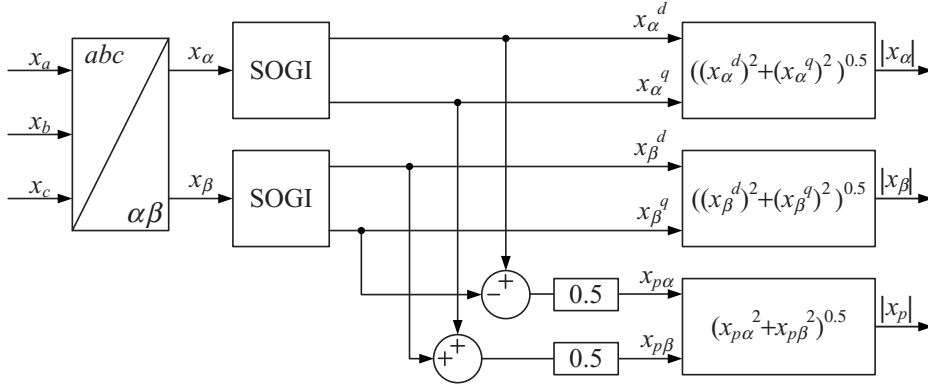 x_a
x_b
x_c
abc
αβ
x_α
x_β
SOGI
SOGI
x_α^d
x_α^q
x_β^d
x_β^q
((x_α^d)^2+(x_α^q)^2)^0.5
((x_β^d)^2+(x_β^q)^2)^0.5
|x_α|
|x_β|
− +
+ +
0.5
0.5
x_pα
x_pβ
(x_pα^2+x_pβ^2)^0.5
|x_p|